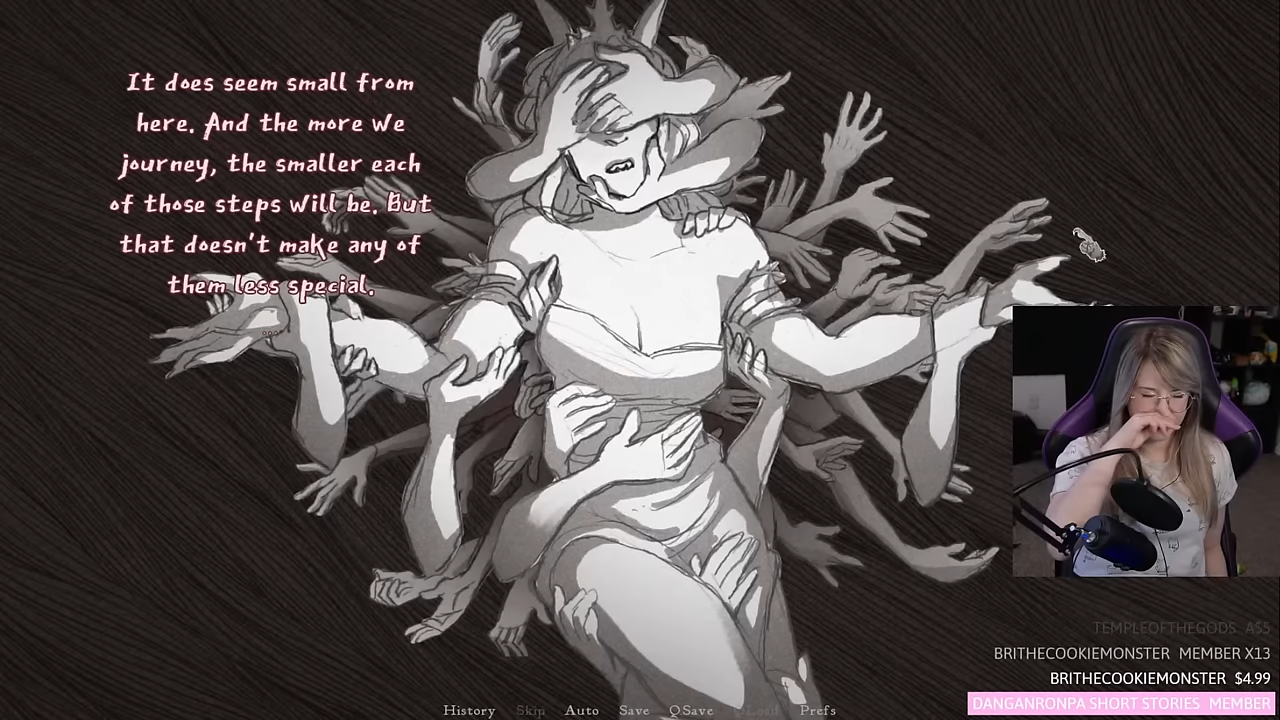 It does seem small from
here. And the more we
journey, the smaller each
of those steps will be. But
that doesn't make any of
them less special.
TEMPLEOFTHEGODS A$5
BRITHECOOKIEMONSTER MEMBER X13
BRITHECOOKIEMONSTER $4.99
DANGANRONPA SHORT STORIES MEMBER
History Skip Auto Save Q.Save Q.Load Prefs